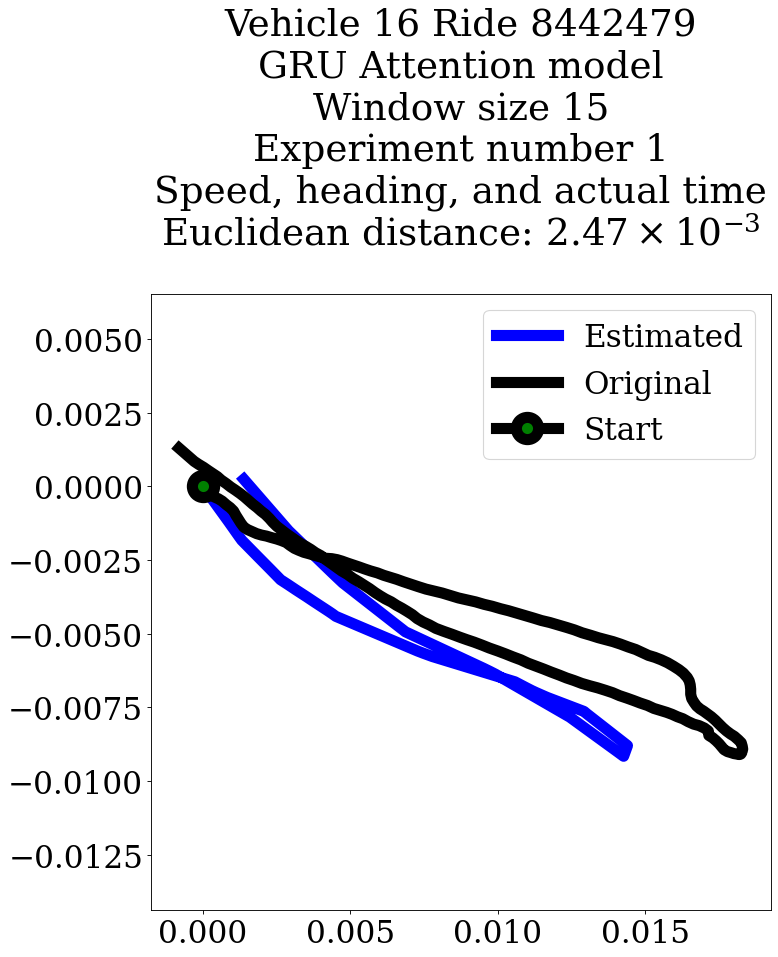 Vehicle 16 Ride 8442479
GRU Attention model
Window size 15
Experiment number 1
Speed, heading, and actual time
Euclidean distance: 2.47 × 10⁻³
Estimated
Original
Start
0.0050
0.0025
0.0000
−0.0025
−0.0050
−0.0075
−0.0100
−0.0125
0.000 0.005 0.010 0.015